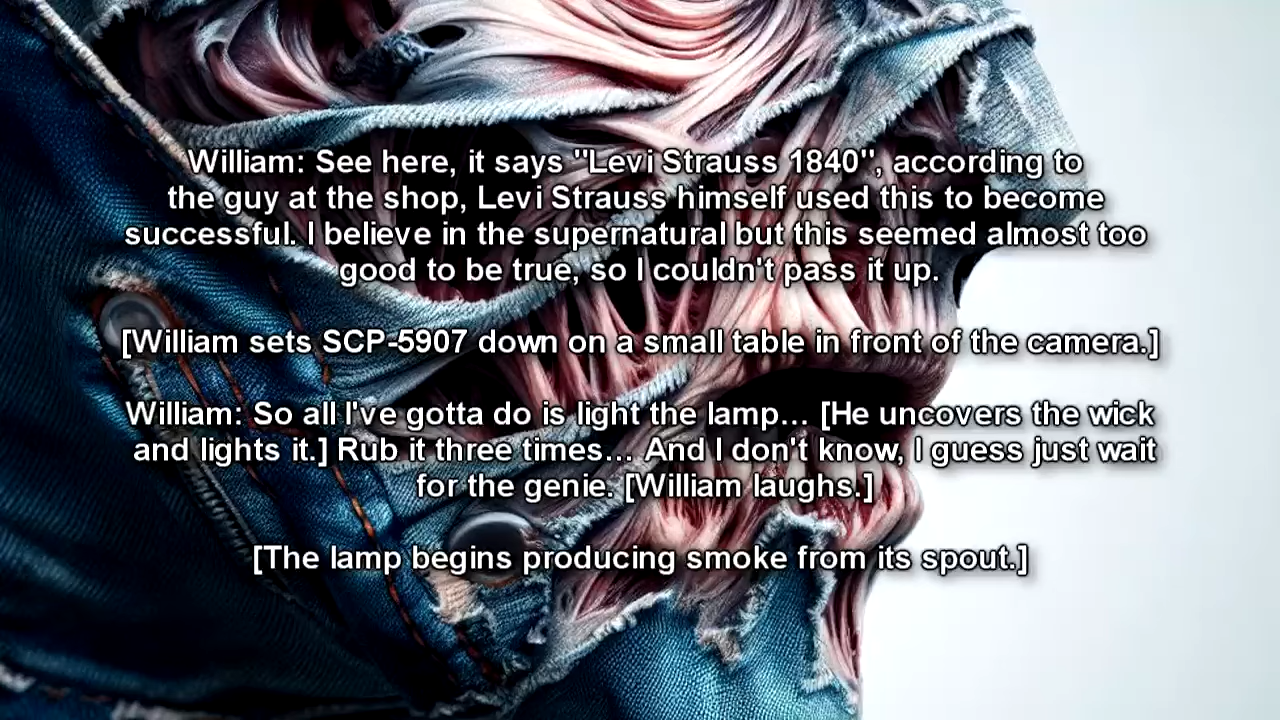 William: See here, it says "Levi Strauss 1840", according to
the guy at the shop, Levi Strauss himself used this to become
successful. I believe in the supernatural but this seemed almost too
good to be true, so I couldn't pass it up.
[William sets SCP-5907 down on a small table in front of the camera.]
William: So all I've gotta do is light the lamp... [He uncovers the wick
and lights it.] Rub it three times... And I don't know, I guess just wait
for the genie. [William laughs.]
[The lamp begins producing smoke from its spout.]